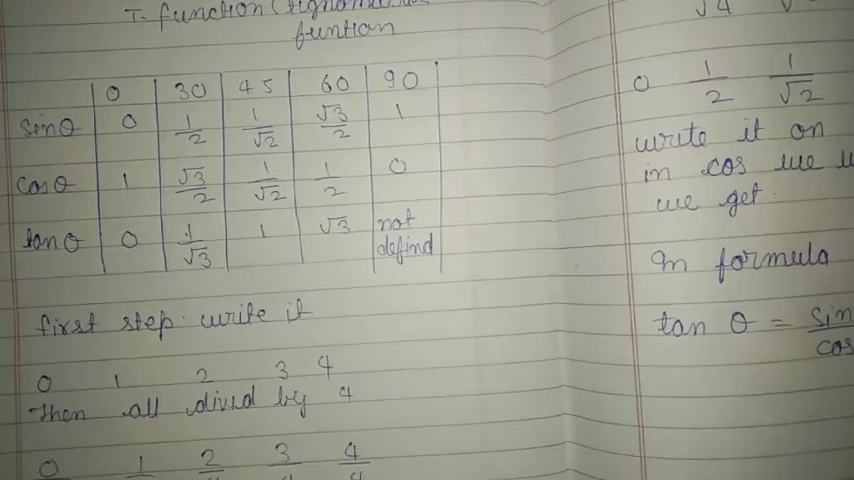 T. function (
funtion
0 30 45 60 90
sinθ 0 1/2 1/√2 √3/2 1
cosθ 1 √3/2 1/√2 1/2 0
tanθ 0 1/√3 1 √3 not defind
first step. write it
0 1 2 3 4
Then all divid by 4
0 1 2 3 4
√4
0 1/2 1/√2
write it on
in cos we
we get.
In formula
tan θ = sin/cos